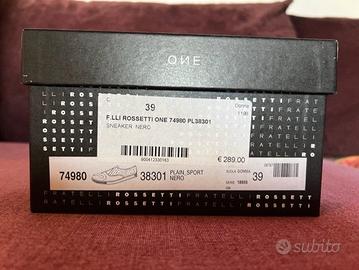 ONE
C
39
Donna
F.LLI ROSSETTI ONE 74980 PL38301
SNEAKER NERO
€ 289,00
74980
38301
PLAIN_SPORT
NERO
SUOLA GOMMA
39
FRATELLI ROSSETTI
subito